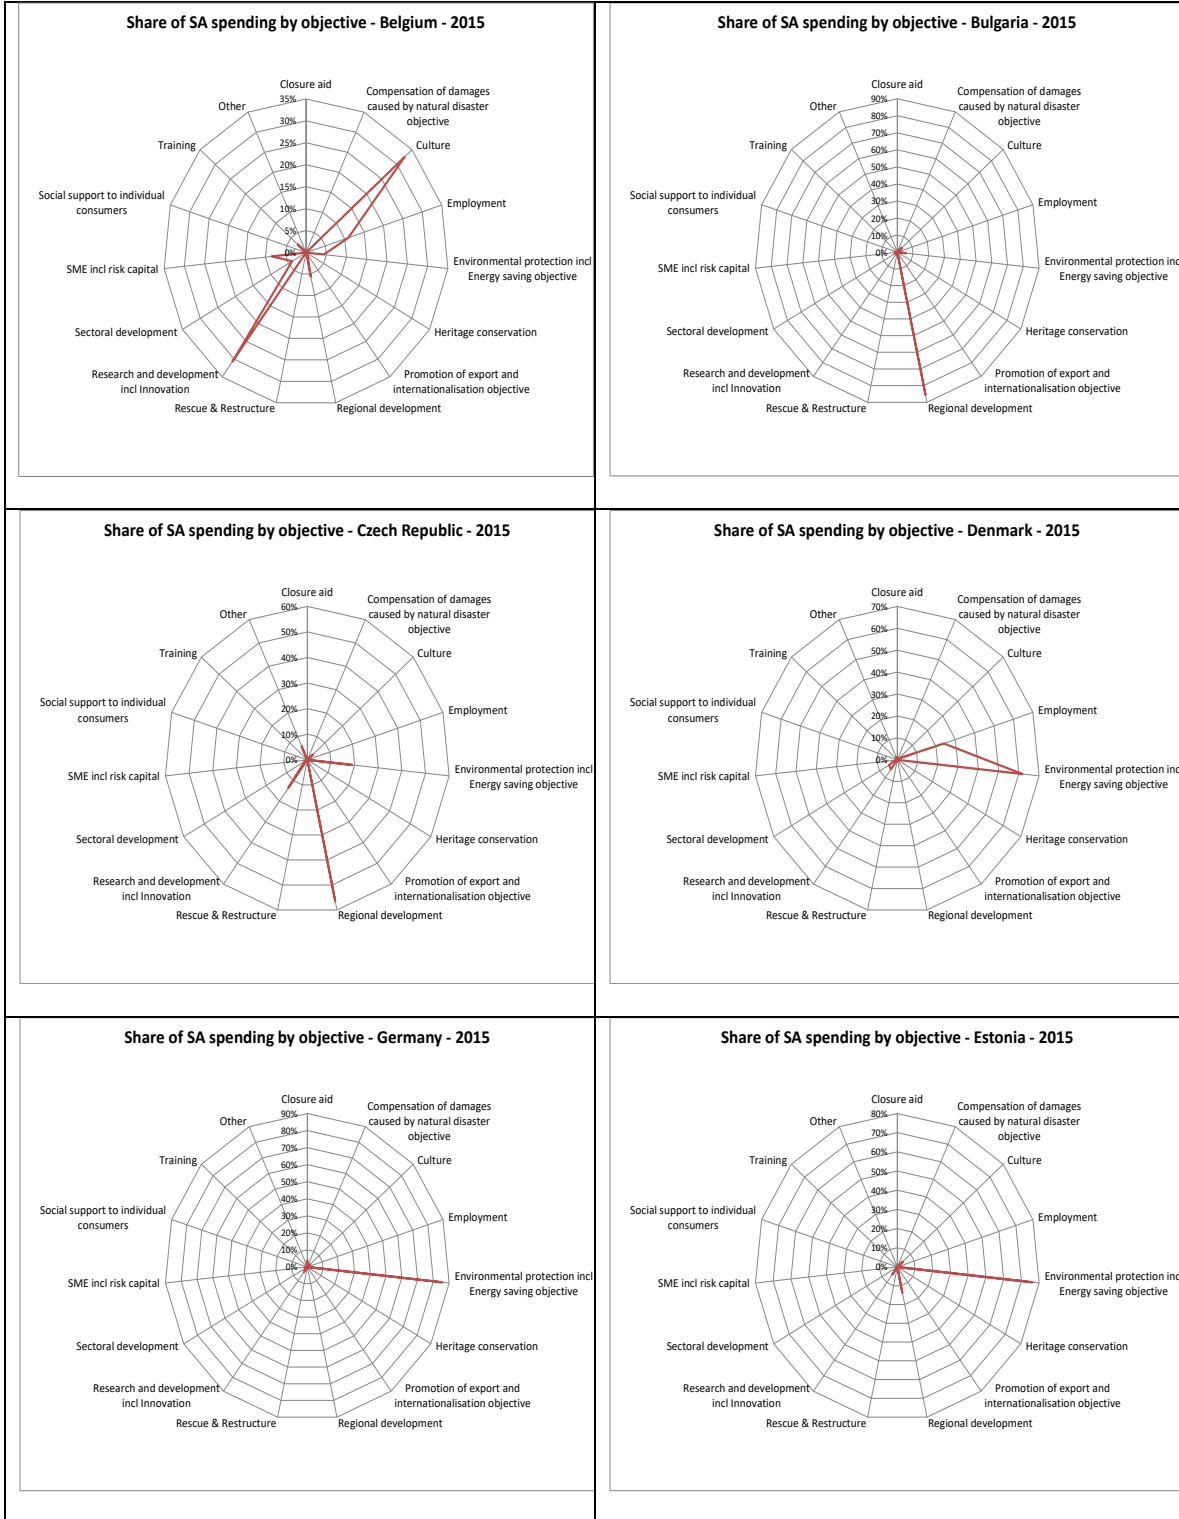 Share of SA spending by objective - Belgium - 2015
Closure aid
Compensation of damages
caused by natural disaster
objective
Culture
Employment
Environmental protection incl
Energy saving objective
Heritage conservation
Promotion of export and
internationalisation objective
Regional development
Rescue & Restructure
Research and development
incl Innovation
Sectoral development
SME incl risk capital
Social support to individual
consumers
Training
Other
35%
30%
25%
20%
15%
10%
5%
0%
Share of SA spending by objective - Bulgaria - 2015
Closure aid
Compensation of damages
caused by natural disaster
objective
Culture
Employment
Environmental protection incl
Energy saving objective
Heritage conservation
Promotion of export and
internationalisation objective
Regional development
Rescue & Restructure
Research and development
incl Innovation
Sectoral development
SME incl risk capital
Social support to individual
consumers
Training
Other
90%
80%
70%
60%
50%
40%
30%
20%
10%
0%
Share of SA spending by objective - Czech Republic - 2015
Closure aid
Compensation of damages
caused by natural disaster
objective
Culture
Employment
Environmental protection incl
Energy saving objective
Heritage conservation
Promotion of export and
internationalisation objective
Regional development
Rescue & Restructure
Research and development
incl Innovation
Sectoral development
SME incl risk capital
Social support to individual
consumers
Training
Other
60%
50%
40%
30%
20%
10%
0%
Share of SA spending by objective - Denmark - 2015
Closure aid
Compensation of damages
caused by natural disaster
objective
Culture
Employment
Environmental protection incl
Energy saving objective
Heritage conservation
Promotion of export and
internationalisation objective
Regional development
Rescue & Restructure
Research and development
incl Innovation
Sectoral development
SME incl risk capital
Social support to individual
consumers
Training
Other
70%
60%
50%
40%
30%
20%
10%
0%
Share of SA spending by objective - Germany - 2015
Closure aid
Compensation of damages
caused by natural disaster
objective
Culture
Employment
Environmental protection incl
Energy saving objective
Heritage conservation
Promotion of export and
internationalisation objective
Regional development
Rescue & Restructure
Research and development
incl Innovation
Sectoral development
SME incl risk capital
Social support to individual
consumers
Training
Other
90%
80%
70%
60%
50%
40%
30%
20%
10%
0%
Share of SA spending by objective - Estonia - 2015
Closure aid
Compensation of damages
caused by natural disaster
objective
Culture
Employment
Environmental protection incl
Energy saving objective
Heritage conservation
Promotion of export and
internationalisation objective
Regional development
Rescue & Restructure
Research and development
incl Innovation
Sectoral development
SME incl risk capital
Social support to individual
consumers
Training
Other
80%
70%
60%
50%
40%
30%
20%
10%
0%